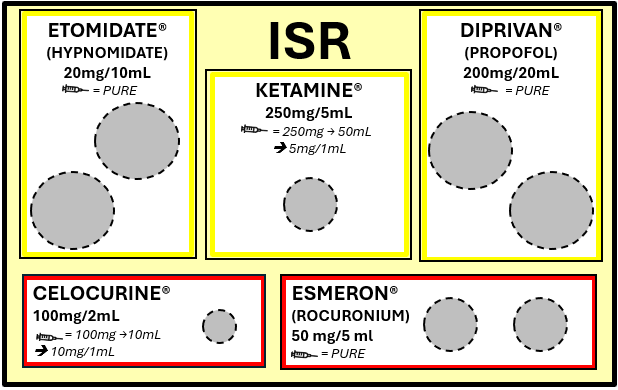 ISR
ETOMIDATE®
(HYPNOMIDATE)
20mg/10mL
= PURE
KETAMINE®
250mg/5mL
= 250mg → 50mL
➔ 5mg/1mL
DIPRIVAN®
(PROPOFOL)
200mg/20mL
= PURE
CELOCURINE®
100mg/2mL
= 100mg →10mL
➔ 10mg/1mL
ESMERON®
(ROCURONIUM)
50 mg/5 ml
= PURE